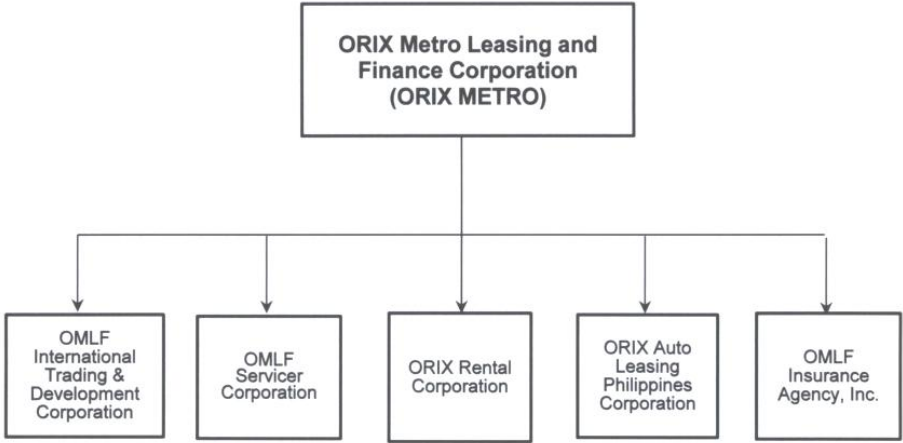 ORIX Metro Leasing and
Finance Corporation
(ORIX METRO)
OMLF
International
Trading &
Development
Corporation
OMLF
Servicer
Corporation
ORIX Rental
Corporation
ORIX Auto
Leasing
Philippines
Corporation
OMLF
Insurance
Agency, Inc.